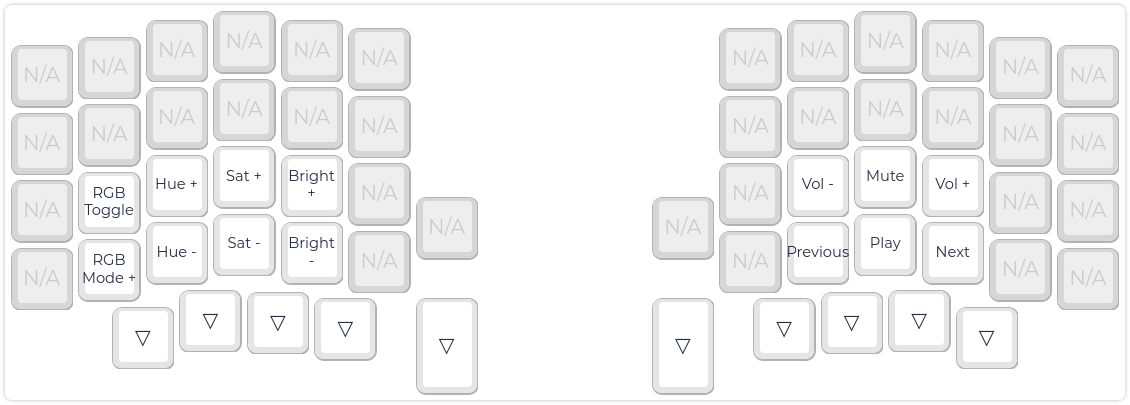 N/A N/A N/A N/A N/A N/A N/A N/A N/A N/A N/A N/A
N/A N/A N/A N/A N/A N/A N/A N/A N/A N/A N/A N/A
N/A RGB Toggle Hue + Sat + Bright + N/A N/A Vol - Mute Vol + N/A N/A
N/A RGB Mode + Hue - Sat - Bright - N/A N/A N/A N/A Previous Play Next N/A N/A
▽ ▽ ▽ ▽ ▽ ▽ ▽ ▽ ▽ ▽